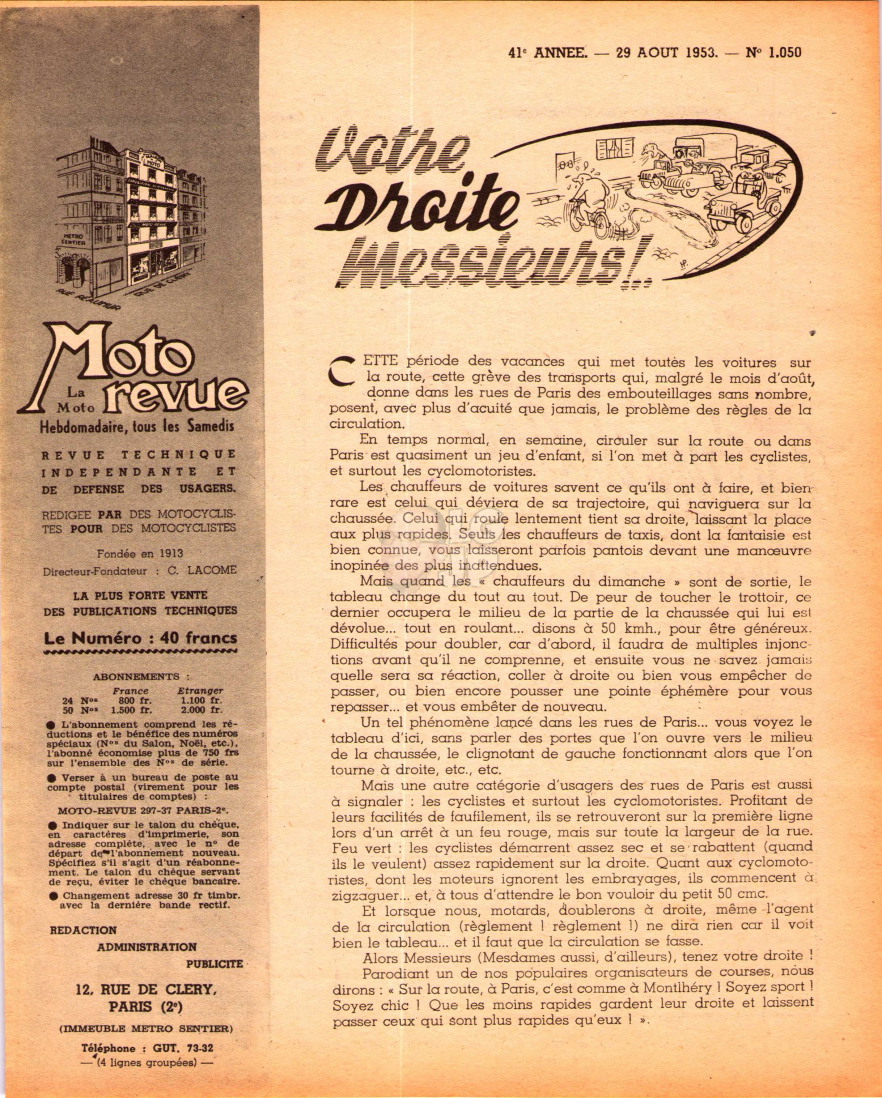 41e ANNEE. — 29 AOUT 1953. — No 1.050
Votre
Droite
Messieurs!..
METRO
SENTIER
RUE REAUMUR
RUE DE CLERY
Moto
revue
La
Moto
Hebdomadaire, tous les Samedis
REVUE TECHNIQUE
INDEPENDANTE ET
DE DEFENSE DES USAGERS.
REDIGEE PAR DES MOTOCYCLIS-
TES POUR DES MOTOCYCLISTES
Fondée en 1913
Directeur-Fondateur : C. LACOME
LA PLUS FORTE VENTE
DES PUBLICATIONS TECHNIQUES
Le Numéro : 40 francs
ABONNEMENTS :
France Etranger
24 Nos 800 fr. 1.100 fr.
50 Nos 1.500 fr. 2.000 fr.
● L'abonnement comprend les ré-
ductions et le bénéfice des numéros
spéciaux (Nos du Salon, Noël, etc.),
l'abonné économise plus de 750 frs
sur l'ensemble des Nos de série.
● Verser à un bureau de poste au
compte postal (virement pour les
titulaires de comptes) :
MOTO-REVUE 297-37 PARIS-2e.
● Indiquer sur le talon du chèque,
en caractères d'imprimerie, son
adresse complète, avec le no de
départ de l'abonnement nouveau.
Spécifiez s'il s'agit d'un réabonne-
ment. Le talon du chèque servant
de reçu, éviter le chèque bancaire.
● Changement adresse 30 fr timbr.
avec la dernière bande rectif.
REDACTION
ADMINISTRATION
PUBLICITE
12, RUE DE CLERY,
PARIS (2e)
(IMMEUBLE METRO SENTIER)
Téléphone : GUT. 73-32
— (4 lignes groupées) —
CETTE période des vacances qui met toutes les voitures sur
la route, cette grève des transports qui, malgré le mois d'août,
donne dans les rues de Paris des embouteillages sans nombre,
posent, avec plus d'acuité que jamais, le problème des règles de la
circulation.
En temps normal, en semaine, circuler sur la route ou dans
Paris est quasiment un jeu d'enfant, si l'on met à part les cyclistes,
et surtout les cyclomotoristes.
Les chauffeurs de voitures savent ce qu'ils ont à faire, et bien
rare est celui qui déviera de sa trajectoire, qui naviguera sur la
chaussée. Celui qui roule lentement tient sa droite, laissant la place
aux plus rapides. Seuls les chauffeurs de taxis, dont la fantaisie est
bien connue, vous laisseront parfois pantois devant une manœuvre
inopinée des plus inattendues.
Mais quand les « chauffeurs du dimanche » sont de sortie, le
tableau change du tout au tout. De peur de toucher le trottoir, ce
dernier occupera le milieu de la partie de la chaussée qui lui est
dévolue... tout en roulant... disons à 50 kmh., pour être généreux.
Difficultés pour doubler, car d'abord, il faudra de multiples injonc-
tions avant qu'il ne comprenne, et ensuite vous ne savez jamais
quelle sera sa réaction, coller à droite ou bien vous empêcher de
passer, ou bien encore pousser une pointe éphémère pour vous
repasser... et vous embêter de nouveau.
Un tel phénomène lancé dans les rues de Paris... vous voyez le
tableau d'ici, sans parler des portes que l'on ouvre vers le milieu
de la chaussée, le clignotant de gauche fonctionnant alors que l'on
tourne à droite, etc., etc.
Mais une autre catégorie d'usagers des rues de Paris est aussi
à signaler : les cyclistes et surtout les cyclomotoristes. Profitant de
leurs facilités de faufilement, ils se retrouveront sur la première ligne
lors d'un arrêt à un feu rouge, mais sur toute la largeur de la rue.
Feu vert : les cyclistes démarrent assez sec et se rabattent (quand
ils le veulent) assez rapidement sur la droite. Quant aux cyclomoto-
ristes, dont les moteurs ignorent les embrayages, ils commencent à
zigzaguer... et, à tous d'attendre le bon vouloir du petit 50 cmc.
Et lorsque nous, motards, doublerons à droite, même l'agent
de la circulation (règlement ! règlement !) ne dira rien car il voit
bien le tableau... et il faut que la circulation se fasse.
Alors Messieurs (Mesdames aussi, d'ailleurs), tenez votre droite !
Parodiant un de nos populaires organisateurs de courses, nous
dirons : « Sur la route, à Paris, c'est comme à Montlhéry ! Soyez sport !
Soyez chic ! Que les moins rapides gardent leur droite et laissent
passer ceux qui sont plus rapides qu'eux ! ».